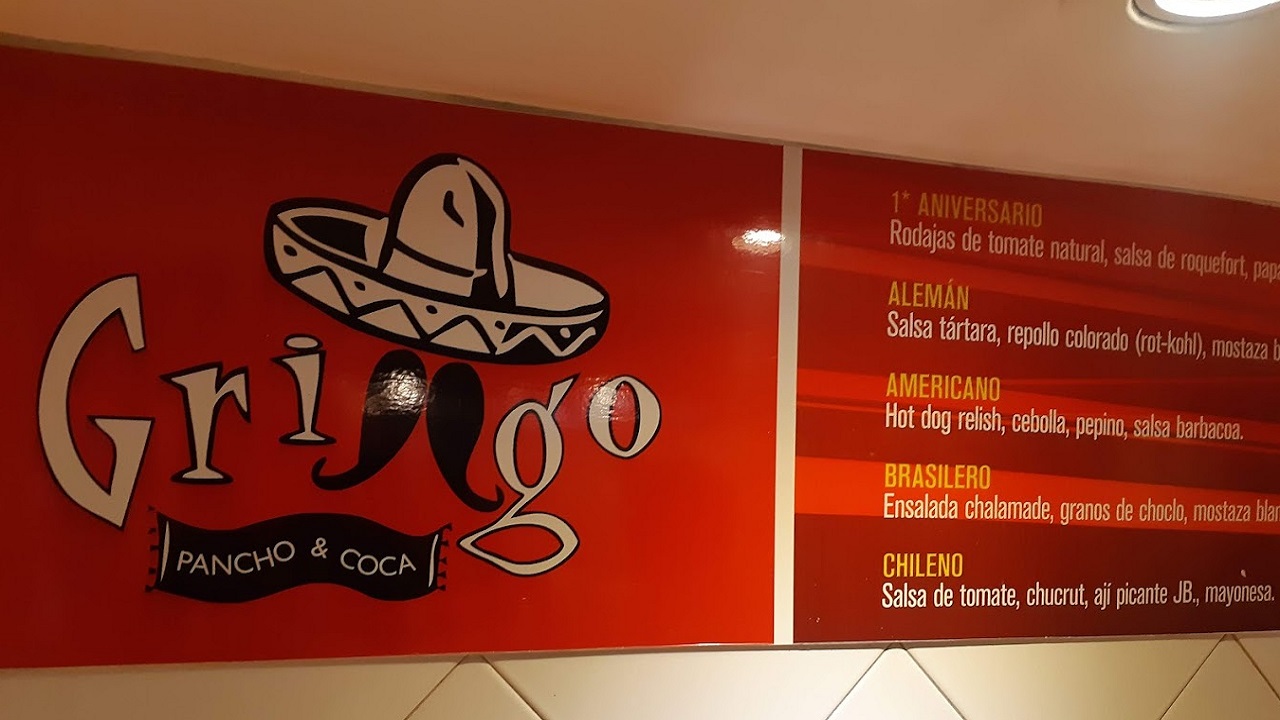 Gringo
PANCHO & COCA
1* ANIVERSARIO
Rodajas de tomate natural, salsa de roquefort,
ALEMÁN
Salsa tártara, repollo colorado (rot-kohl), mostaza
AMERICANO
Hot dog relish, cebolla, pepino, salsa barbacoa.
BRASILERO
Ensalada chalamade, granos de choclo, mostaza
CHILENO
Salsa de tomate, chucrut, ají picante JB., mayonesa.